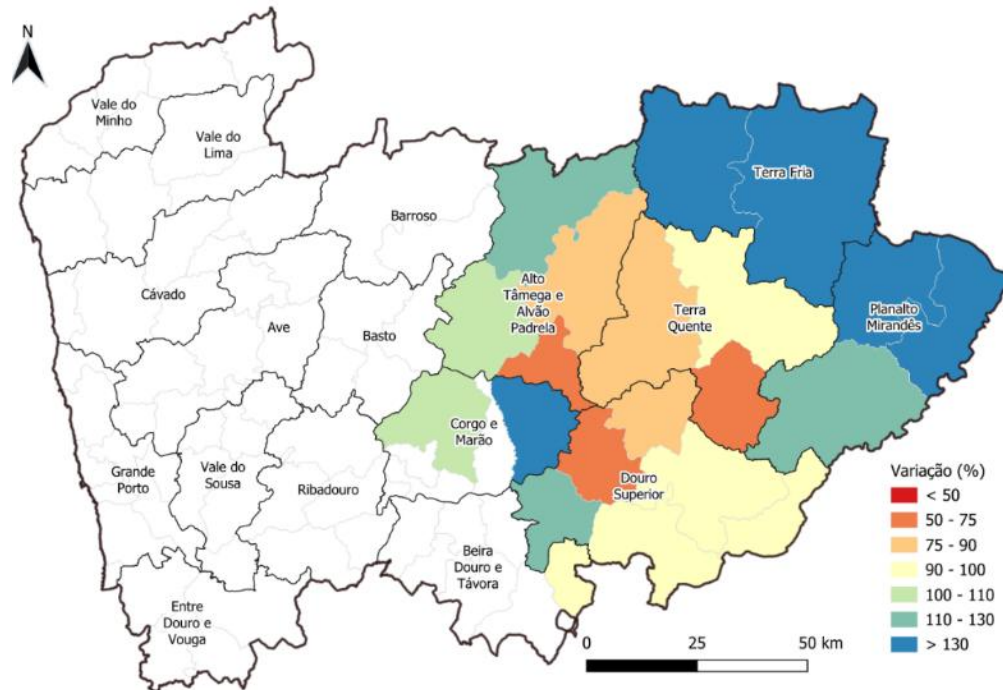 N
Vale do
Minho
Vale do
Lima
Terra Fria
Barroso
Alto
Tâmega e
Alvão
Padrela
Terra
Quente
Planalto
Mirandês
Cávado
Ave
Basto
Corgo e
Marão
Grande
Porto
Vale do
Sousa
Ribadouro
Douro
Superior
Beira
Douro e
Távora
Entre
Douro e
Vouga
Variação (%)
< 50
50 - 75
75 - 90
90 - 100
100 - 110
110 - 130
> 130
0 25 50 km